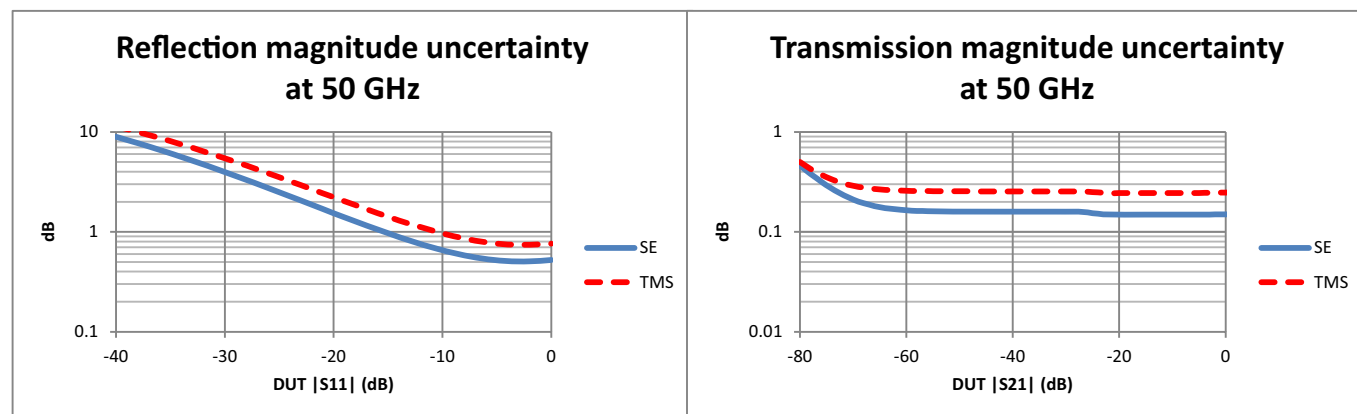 Reflection magnitude uncertainty
at 50 GHz
10
1
0.1
dB
-40 -30 -20 -10 0
DUT |S11| (dB)
SE
TMS
Transmission magnitude uncertainty
at 50 GHz
1
0.1
0.01
dB
-80 -60 -40 -20 0
DUT |S21| (dB)
SE
TMS